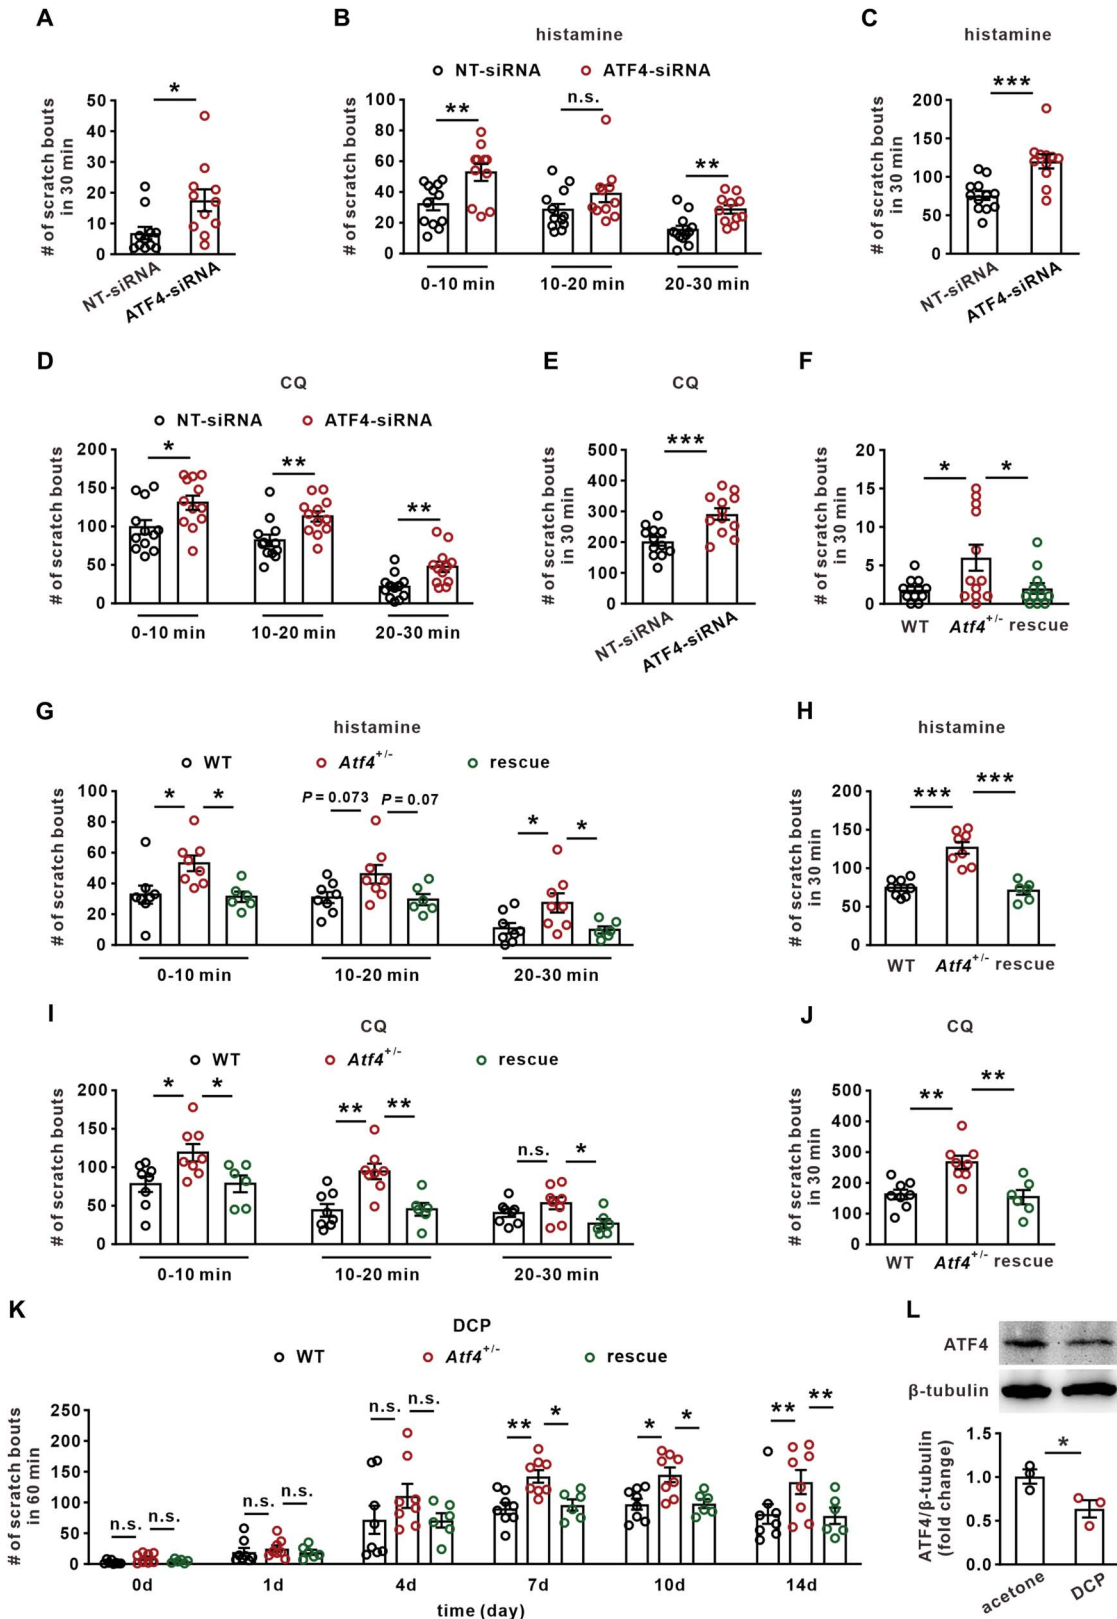 A
# of scratch bouts
in 30 min
50
40
30
20
10
0
*
NT-siRNA
ATF4-siRNA
B
histamine
NT-siRNA
ATF4-siRNA
# of scratch bouts
100
80
60
40
20
0
**
n.s.
**
0-10 min
10-20 min
20-30 min
C
histamine
# of scratch bouts
in 30 min
200
150
100
50
0
***
NT-siRNA
ATF4-siRNA
D
CQ
NT-siRNA
ATF4-siRNA
# of scratch bouts
200
150
100
50
0
*
**
**
0-10 min
10-20 min
20-30 min
E
CQ
# of scratch bouts
in 30 min
500
400
300
200
100
0
***
NT-siRNA
ATF4-siRNA
F
# of scratch bouts
in 30 min
20
15
10
5
0
*
*
WT
Atf4+/-
rescue
G
histamine
WT
Atf4+/-
rescue
# of scratch bouts
100
80
60
40
20
0
*
*
P = 0.073
P = 0.07
*
*
0-10 min
10-20 min
20-30 min
H
histamine
# of scratch bouts
in 30 min
200
150
100
50
0
***
***
WT
Atf4+/-
rescue
I
CQ
WT
Atf4+/-
rescue
# of scratch bouts
200
150
100
50
0
*
*
**
**
n.s.
*
0-10 min
10-20 min
20-30 min
J
CQ
# of scratch bouts
in 30 min
500
400
300
200
100
0
**
**
WT
Atf4+/-
rescue
K
DCP
WT
Atf4+/-
rescue
# of scratch bouts
in 60 min
250
200
150
100
50
0
n.s.
n.s.
n.s.
n.s.
n.s.
n.s.
**
*
*
*
**
**
0d
1d
4d
7d
10d
14d
time (day)
L
ATF4
β-tubulin
ATF4/β-tubulin
(fold change)
1.5
1.0
0.5
0.0
*
acetone
DCP